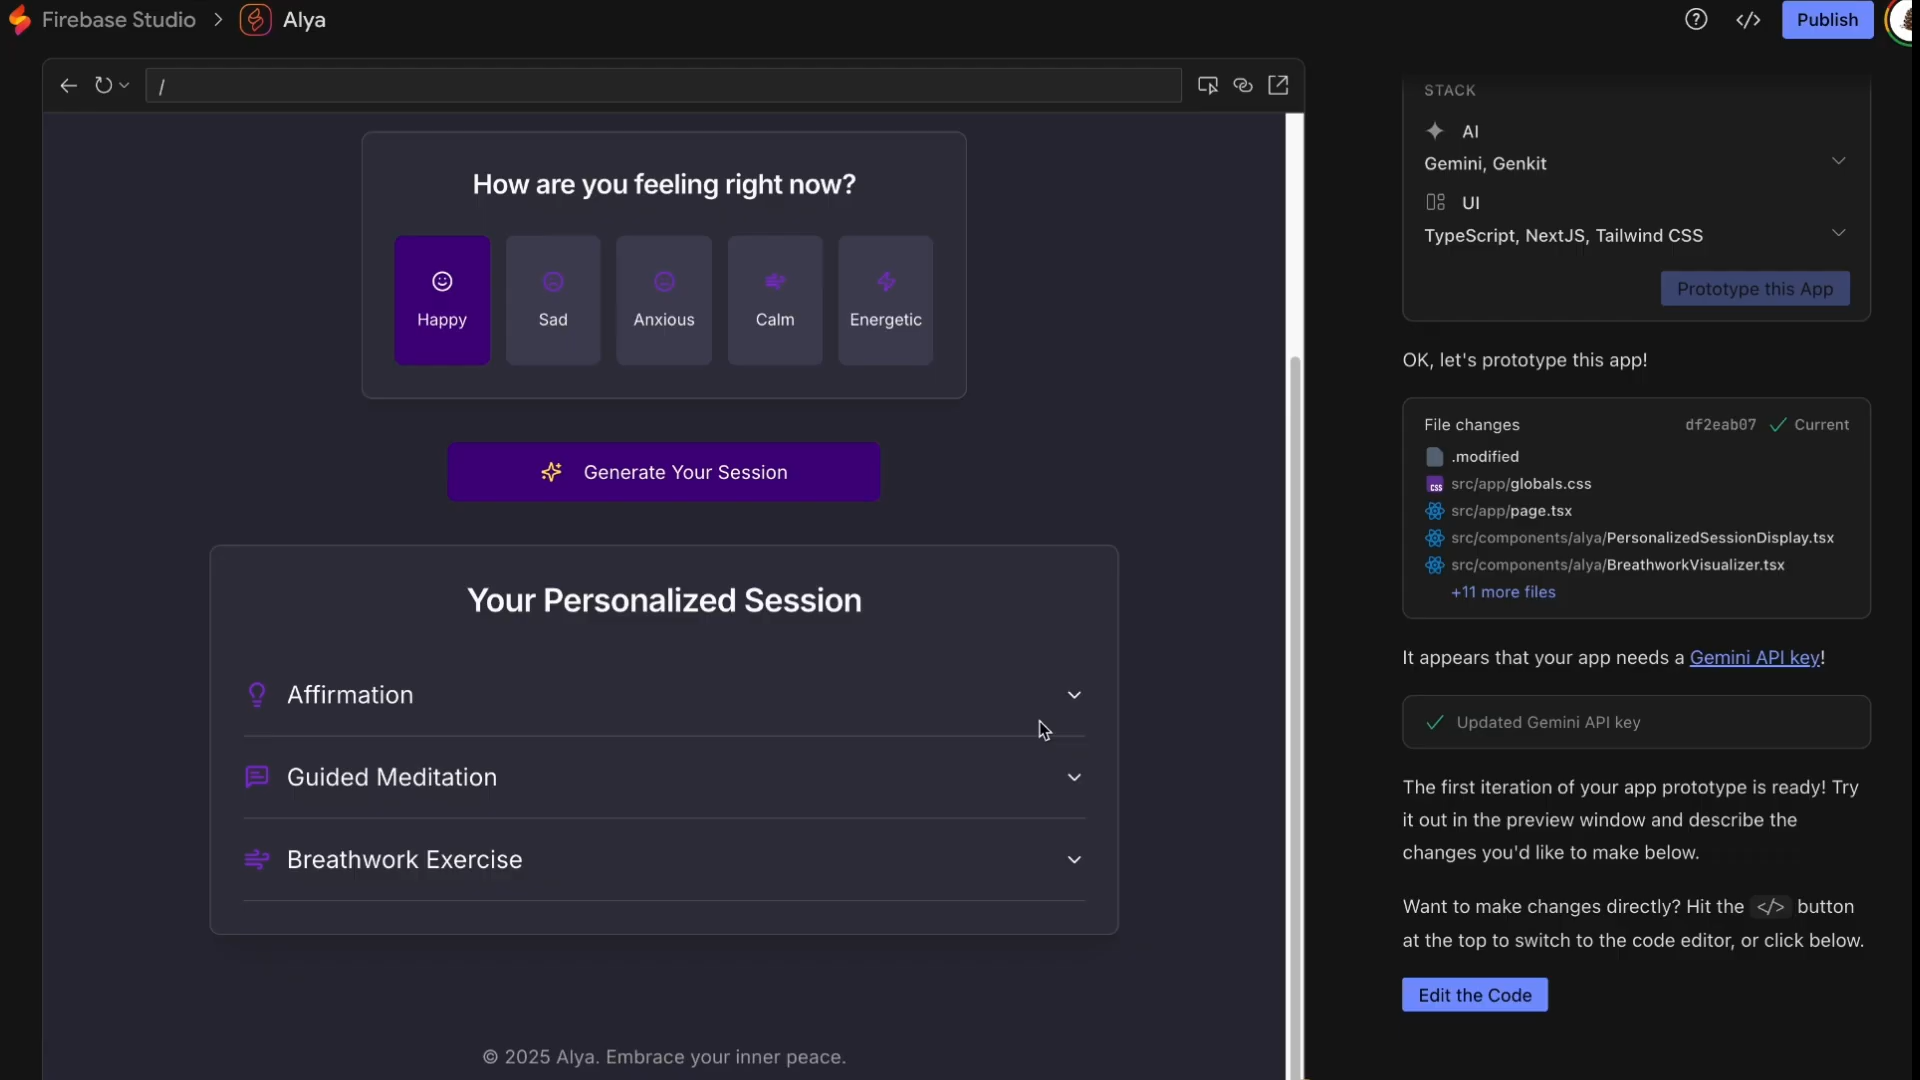 Firebase Studio > Alya
</> Publish
/
How are you feeling right now?
Happy
Sad
Anxious
Calm
Energetic
Generate Your Session
Your Personalized Session
Affirmation
Guided Meditation
Breathwork Exercise
© 2025 Alya. Embrace your inner peace.
STACK
AI
Gemini, Genkit
UI
TypeScript, NextJS, Tailwind CSS
Prototype this App
OK, let's prototype this app!
File changes df2eab07 Current
.modified
css src/app/globals.css
src/app/page.tsx
src/components/alya/PersonalizedSessionDisplay.tsx
src/components/alya/BreathworkVisualizer.tsx
+11 more files
It appears that your app needs a Gemini API key!
Updated Gemini API key
The first iteration of your app prototype is ready! Try
it out in the preview window and describe the
changes you'd like to make below.
Want to make changes directly? Hit the </> button
at the top to switch to the code editor, or click below.
Edit the Code